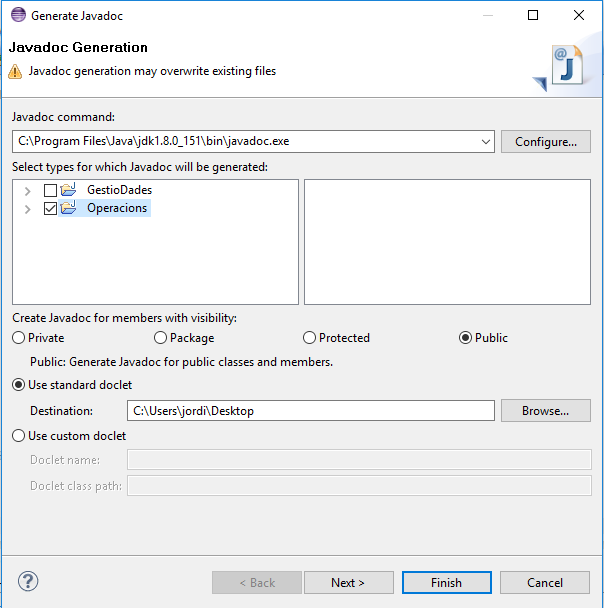 Generate Javadoc
Javadoc Generation
Javadoc generation may overwrite existing files
@
J
Javadoc command:
C:\Program Files\Java\jdk1.8.0_151\bin\javadoc.exe
Configure...
Select types for which Javadoc will be generated:
GestioDades
Operacions
Create Javadoc for members with visibility:
Private Package Protected Public
Public: Generate Javadoc for public classes and members.
Use standard doclet
Destination: C:\Users\jordi\Desktop Browse...
Use custom doclet
Doclet name:
Doclet class path:
? < Back Next > Finish Cancel